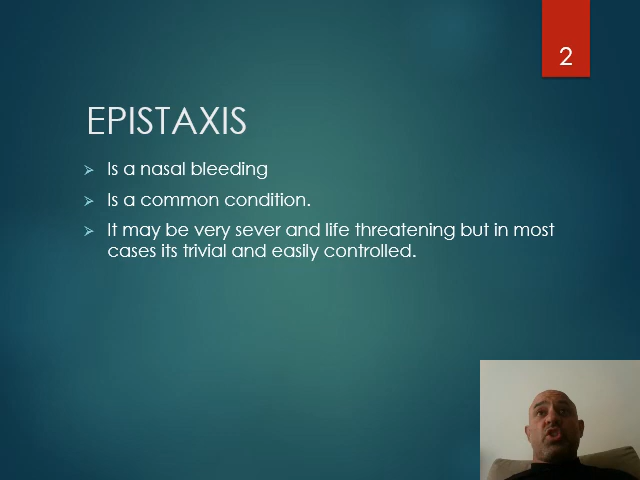 2
EPISTAXIS
Is a nasal bleeding
Is a common condition.
It may be very sever and life threatening but in most
cases its trivial and easily controlled.